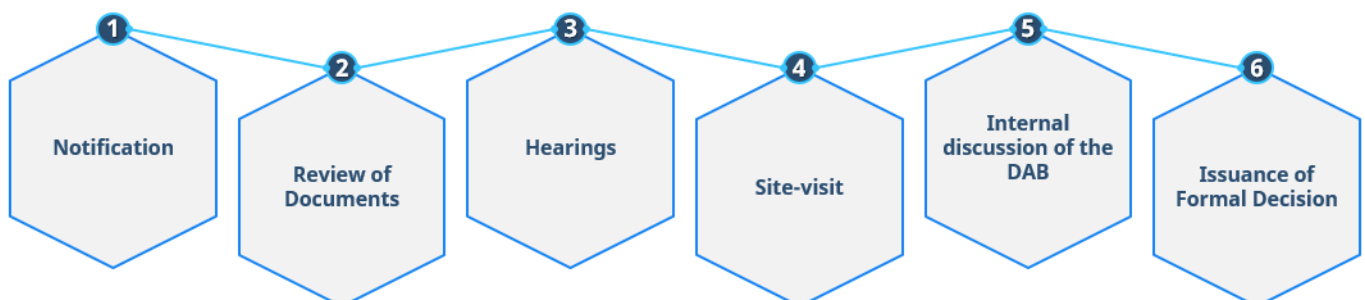 1
Notification
2
Review of
Documents
3
Hearings
4
Site-visit
5
Internal
discussion of the
DAB
6
Issuance of
Formal Decision